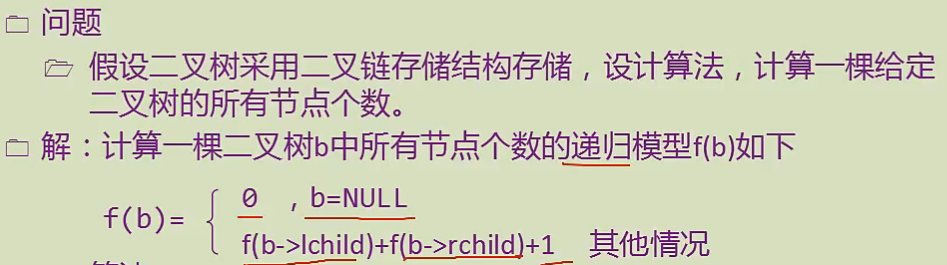 问题
假设二叉树采用二叉链存储结构存储，设计算法，计算一棵给定
二叉树的所有节点个数。
解：计算一棵二叉树b中所有节点个数的递归模型f(b)如下
0 ，b=NULL
f(b)=
f(b->lchild)+f(b->rchild)+1 其他情况